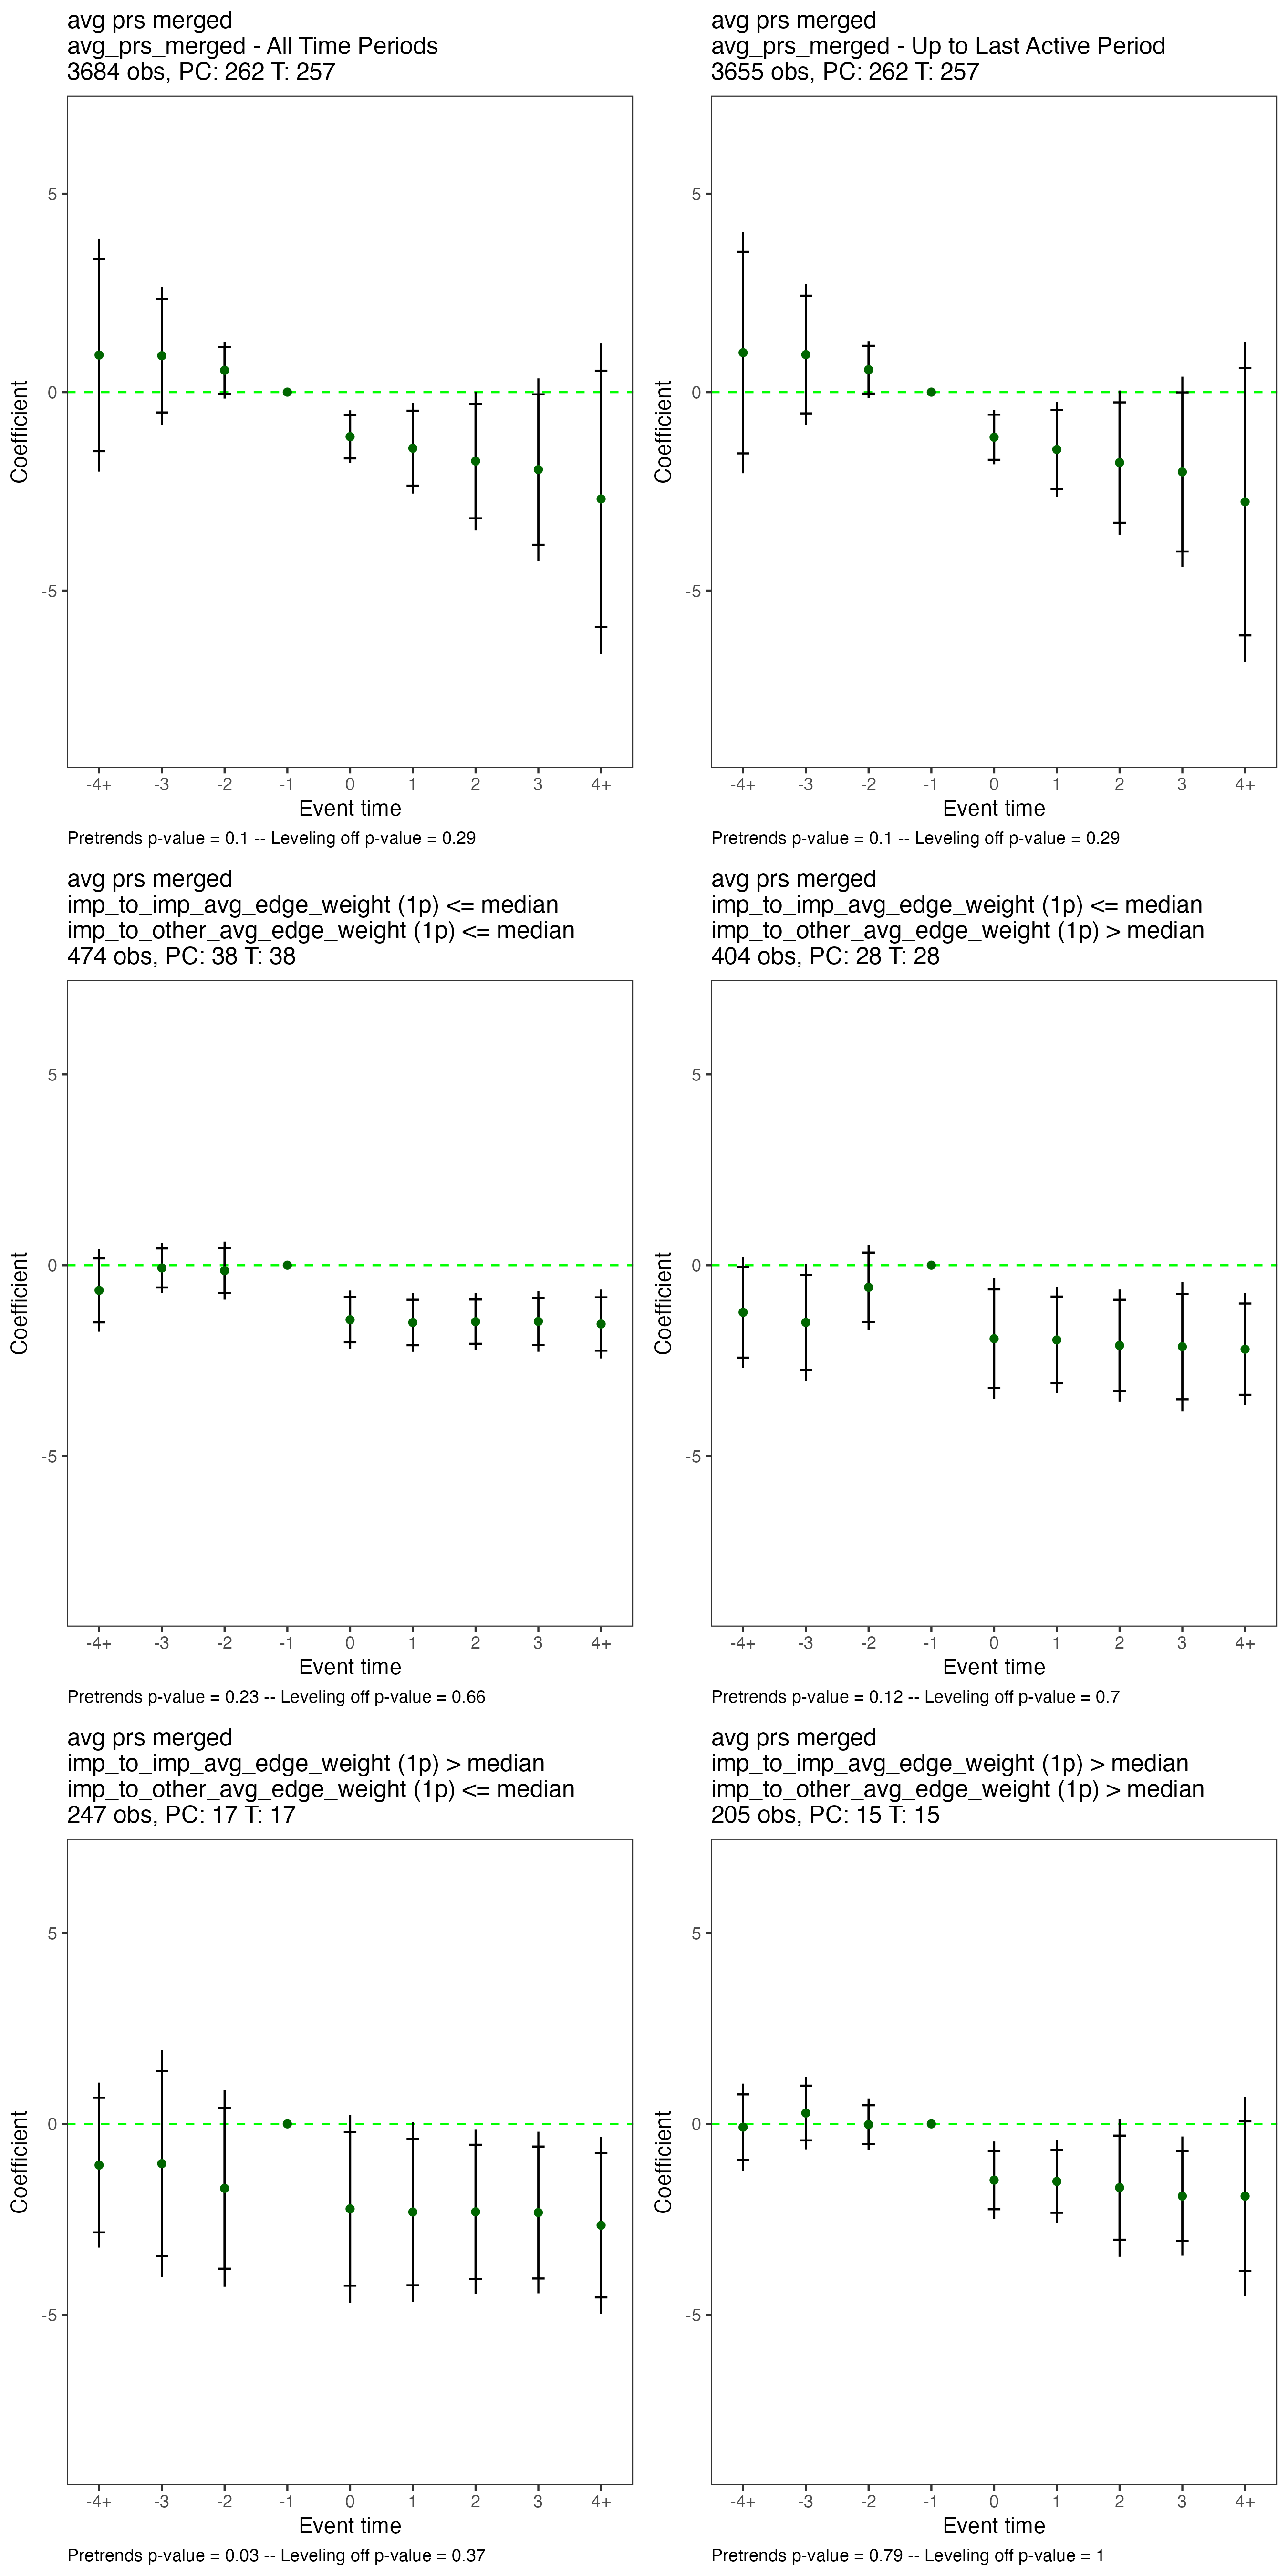 avg prs merged
avg_prs_merged - All Time Periods
3684 obs, PC: 262 T: 257
5
0
-5
Coefficient
-4+ -3 -2 -1 0 1 2 3 4+
Event time
Pretrends p-value = 0.1 -- Leveling off p-value = 0.29
avg prs merged
avg_prs_merged - Up to Last Active Period
3655 obs, PC: 262 T: 257
5
0
-5
Coefficient
-4+ -3 -2 -1 0 1 2 3 4+
Event time
Pretrends p-value = 0.1 -- Leveling off p-value = 0.29
avg prs merged
imp_to_imp_avg_edge_weight (1p) <= median
imp_to_other_avg_edge_weight (1p) <= median
474 obs, PC: 38 T: 38
5
0
-5
Coefficient
-4+ -3 -2 -1 0 1 2 3 4+
Event time
Pretrends p-value = 0.23 -- Leveling off p-value = 0.66
avg prs merged
imp_to_imp_avg_edge_weight (1p) <= median
imp_to_other_avg_edge_weight (1p) > median
404 obs, PC: 28 T: 28
5
0
-5
Coefficient
-4+ -3 -2 -1 0 1 2 3 4+
Event time
Pretrends p-value = 0.12 -- Leveling off p-value = 0.7
avg prs merged
imp_to_imp_avg_edge_weight (1p) > median
imp_to_other_avg_edge_weight (1p) <= median
247 obs, PC: 17 T: 17
5
0
-5
Coefficient
-4+ -3 -2 -1 0 1 2 3 4+
Event time
Pretrends p-value = 0.03 -- Leveling off p-value = 0.37
avg prs merged
imp_to_imp_avg_edge_weight (1p) > median
imp_to_other_avg_edge_weight (1p) > median
205 obs, PC: 15 T: 15
5
0
-5
Coefficient
-4+ -3 -2 -1 0 1 2 3 4+
Event time
Pretrends p-value = 0.79 -- Leveling off p-value = 1